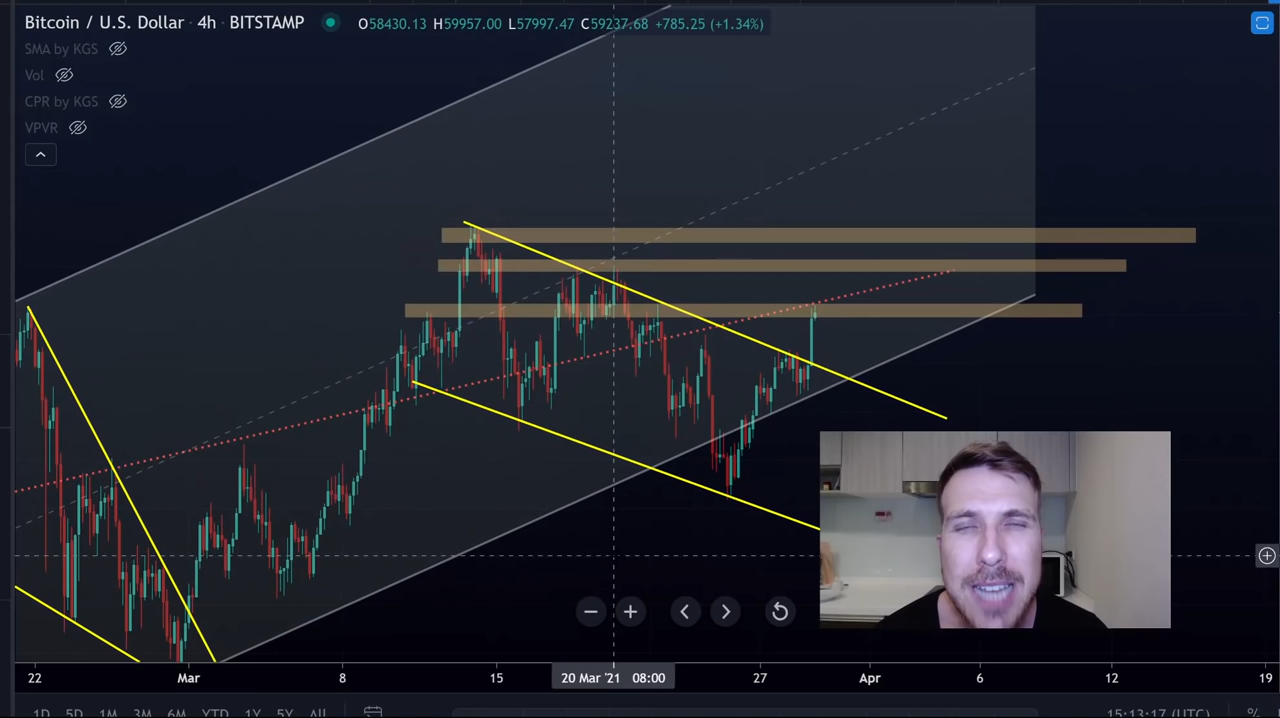 Bitcoin / U.S. Dollar · 4h · BITSTAMP O58430.13 H59957.00 L57997.47 C59237.68 +785.25 (+1.34%)
SMA by KGS
Vol
CPR by KGS
VPVR
22 Mar 8 15 20 Mar '21 08:00 27 Apr 6 12 19
1D 5D 1M 3M 6M YTD 1Y 5Y All 15:13:17 (UTC) %